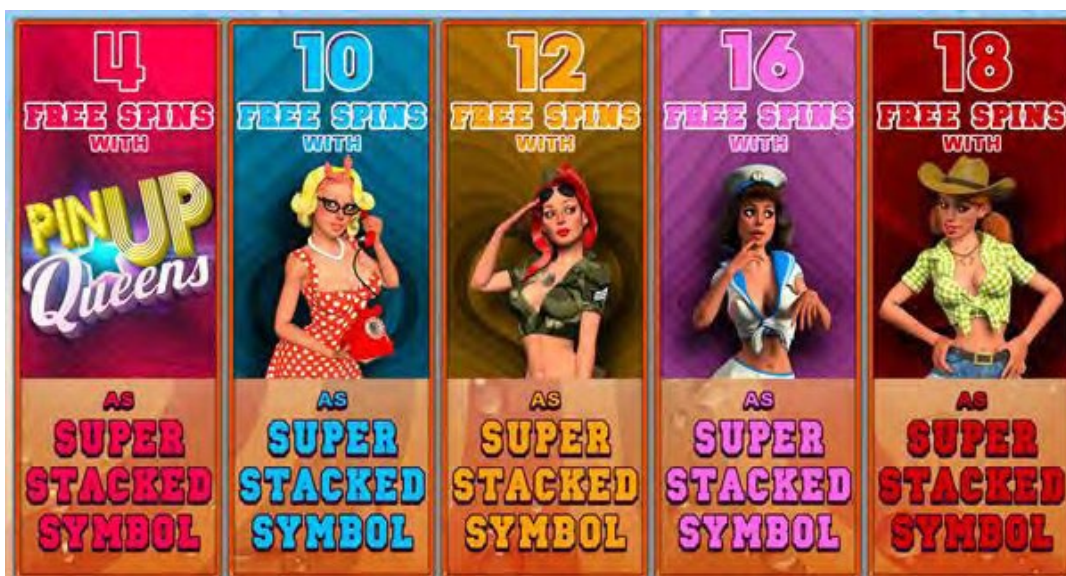 4
FREE SPINS
WITH
PIN UP
Queens
AS
SUPER
STACKED
SYMBOL
10
FREE SPINS
WITH
AS
SUPER
STACKED
SYMBOL
12
FREE SPINS
WITH
AS
SUPER
STACKED
SYMBOL
16
FREE SPINS
WITH
AS
SUPER
STACKED
SYMBOL
18
FREE SPINS
WITH
AS
SUPER
STACKED
SYMBOL